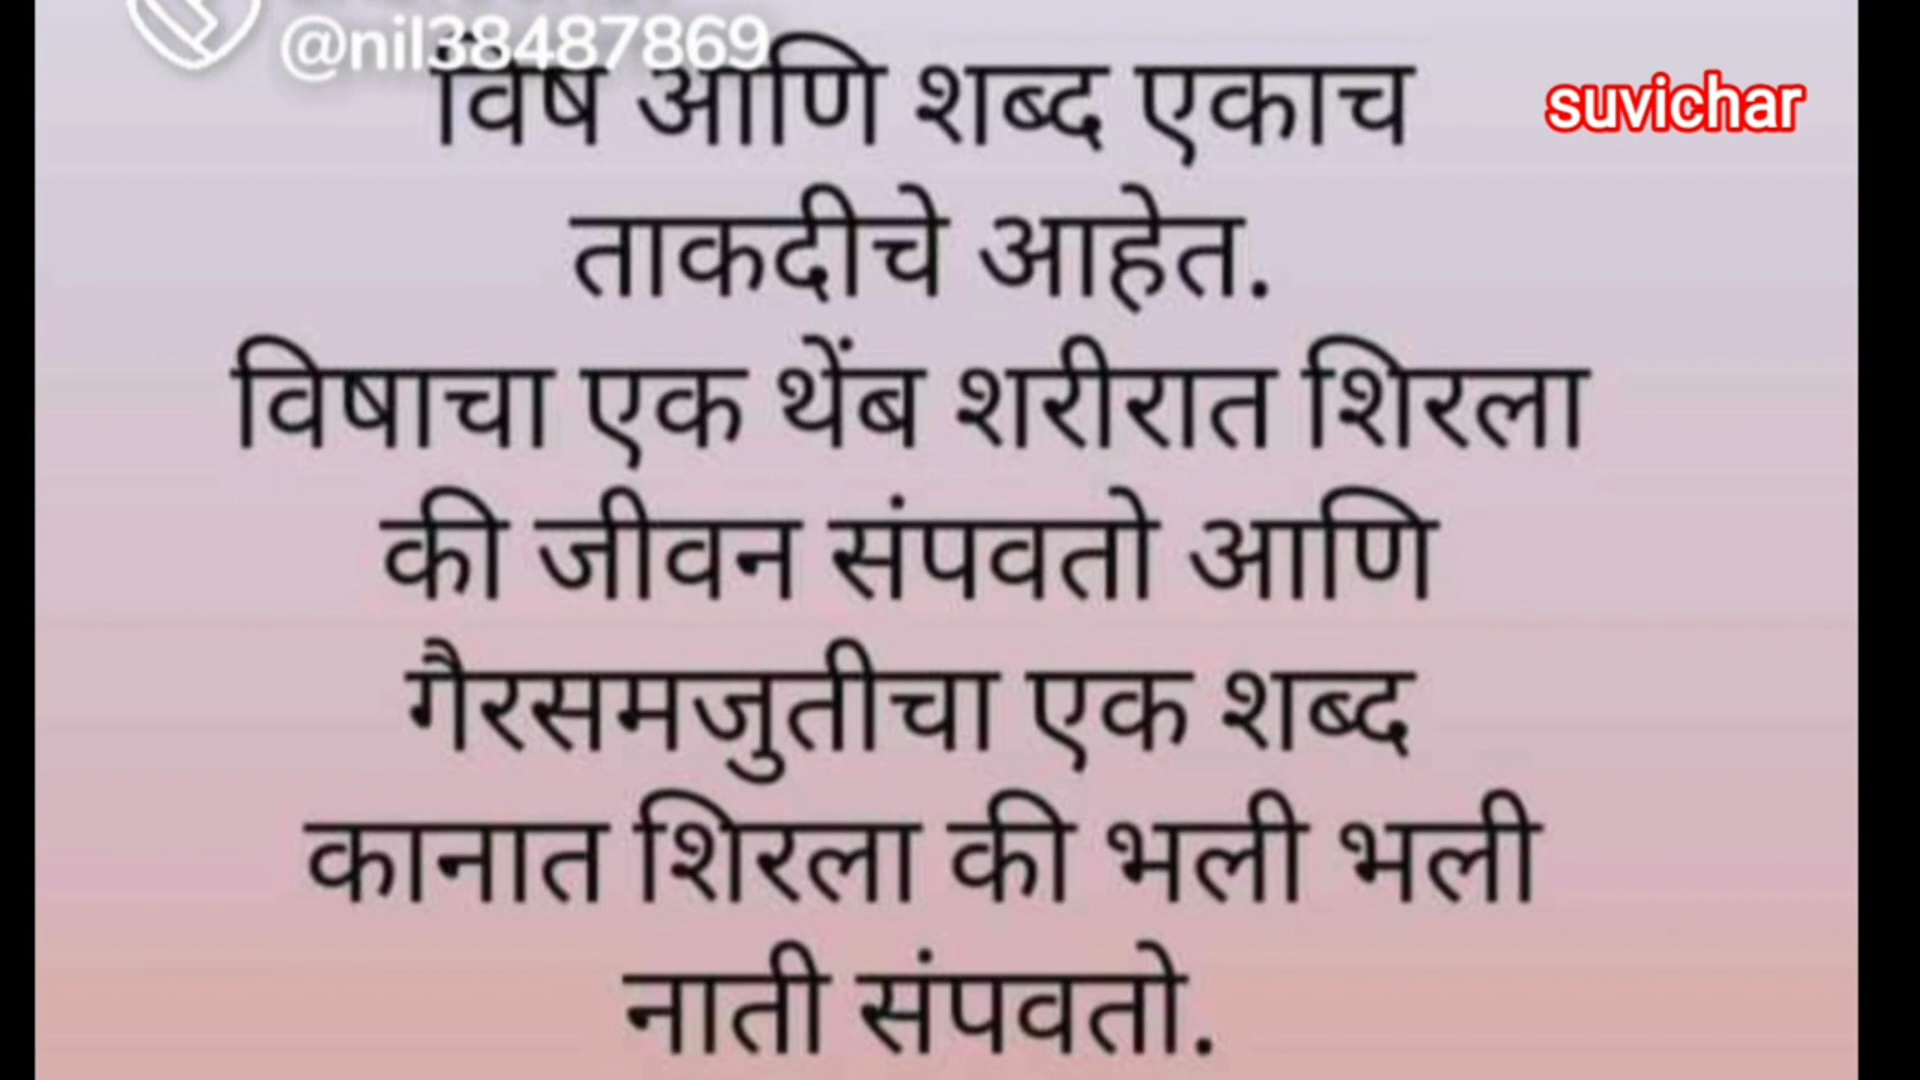 @nil38487869
suvichar
विष आणि शब्द एकाच
ताकदीचे आहेत.
विषाचा एक थेंब शरीरात शिरला
की जीवन संपवतो आणि
गैरसमजुतीचा एक शब्द
कानात शिरला की भली भली
नाती संपवतो.